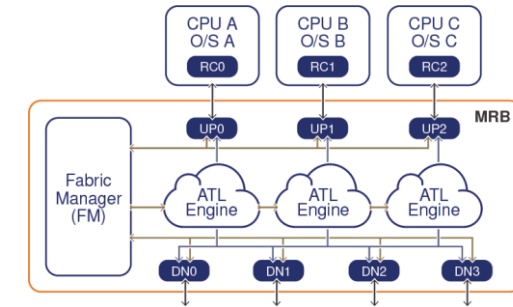 CPU A
O/S A
RC0
CPU B
O/S B
RC1
CPU C
O/S C
RC2
MRB
UP0
UP1
UP2
Fabric
Manager
(FM)
ATL
Engine
ATL
Engine
ATL
Engine
DN0
DN1
DN2
DN3